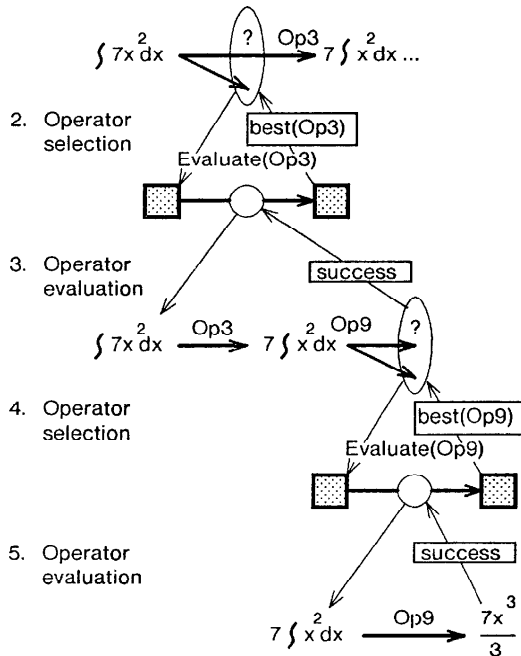 ?
Op3
∫ 7x² dx
7 ∫ x² dx ...
2. Operator selection
best(Op3)
Evaluate(Op3)
3. Operator evaluation
success
∫ 7x² dx
Op3
7 ∫ x² dx
Op9
?
4. Operator selection
best(Op9)
Evaluate(Op9)
5. Operator evaluation
success
7 ∫ x² dx
Op9
7x³
3